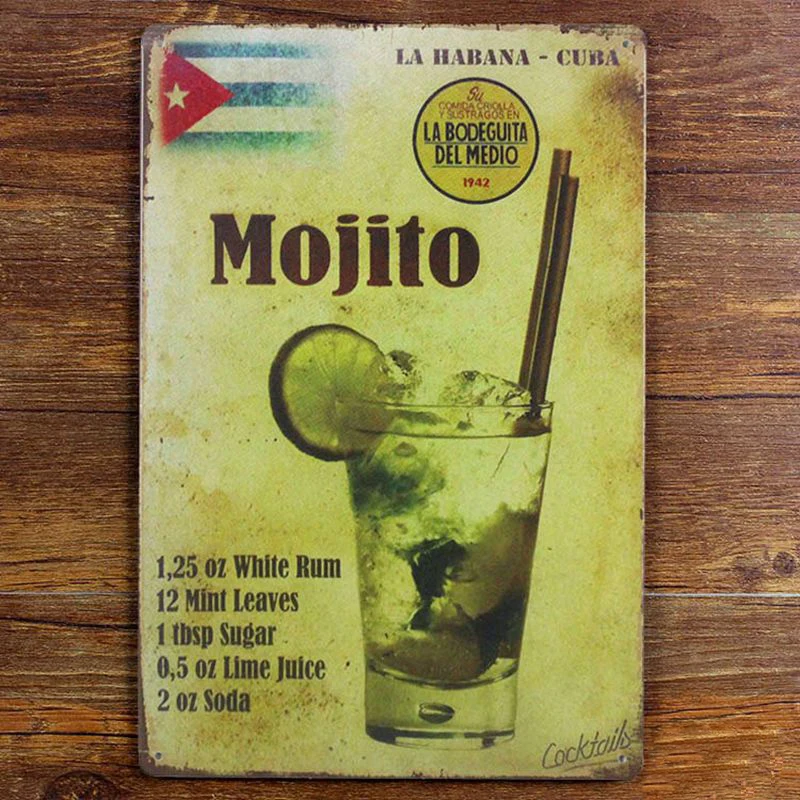 LA HABANA - CUBA
Su
COMIDA CRIOLLA
Y SUSTRAGOS EN
LA BODEGUITA
DEL MEDIO
1942
Mojito
1,25 oz White Rum
12 Mint Leaves
1 tbsp Sugar
0,5 oz Lime Juice
2 oz Soda
Cocktails